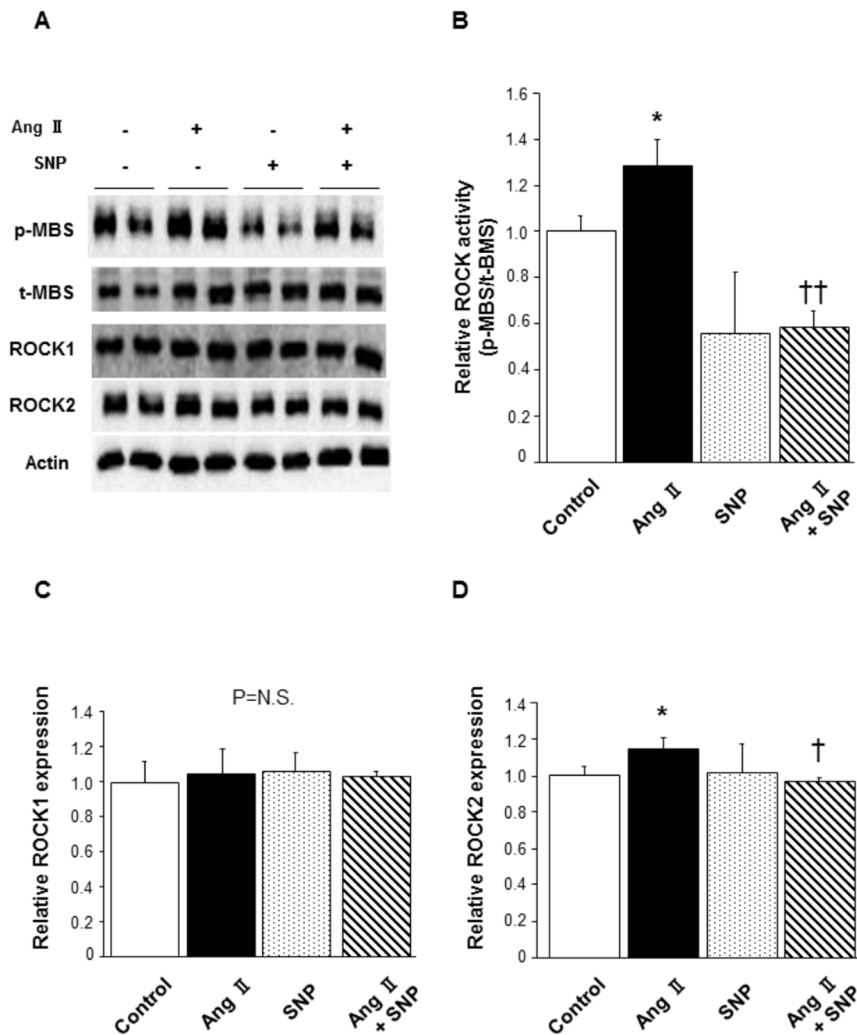 A
Ang Ⅱ - + - +
SNP - - + +
p-MBS
t-MBS
ROCK1
ROCK2
Actin
B
Relative ROCK activity
(p-MBS/t-BMS)
1.6
1.4
1.2
1.0
0.8
0.6
0.4
0.2
0
*
††
Control
Ang Ⅱ
SNP
Ang Ⅱ
+ SNP
C
P=N.S.
Relative ROCK1 expression
1.4
1.2
1.0
0.8
0.6
0.4
0.2
0
Control
Ang Ⅱ
SNP
Ang Ⅱ
+ SNP
D
Relative ROCK2 expression
1.4
1.2
1.0
0.8
0.6
0.4
0.2
0
*
†
Control
Ang Ⅱ
SNP
Ang Ⅱ
+ SNP